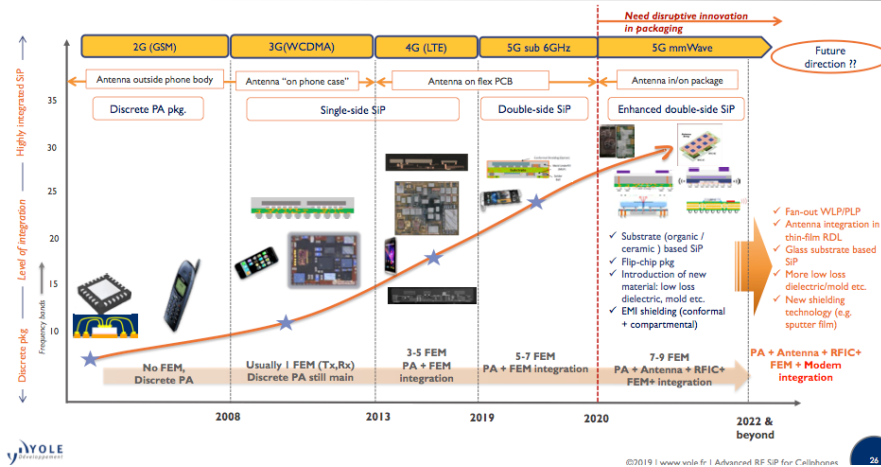 Need disruptive innovation
in packaging
2G (GSM)
3G(WCDMA)
4G (LTE)
5G sub 6GHz
5G mmWave
Future
direction ??
Antenna outside phone body
Antenna "on phone case"
Antenna on flex PCB
Antenna in/on package
Discrete PA pkg.
Single-side SiP
Double-side SiP
Enhanced double-side SiP
Highly integrated SiP
Level of integration
Discrete pkg
Frequency bands
35
30
25
20
15
10
✓ Substrate (organic /
ceramic ) based SiP
✓ Flip-chip pkg
✓ Introduction of new
material: low loss
dielectric, mold etc.
✓ EMI shielding (conformal
+ compartmental)
✓ Fan-out WLP/PLP
✓ Antenna integration in
thin-film RDL
✓ Glass substrate based
SiP
✓ More low loss
dielectric/mold etc.
✓ New shielding
technology (e.g.
sputter film)
No FEM,
Discrete PA
Usually 1 FEM (Tx,Rx)
Discrete PA still main
3-5 FEM
PA + FEM
integration
5-7 FEM
PA + FEM integration
7-9 FEM
PA + Antenna + RFIC+
FEM+ integration
PA + Antenna + RFIC+
FEM + Modem
integration
2008
2013
2019
2020
2022 &
beyond
YOLE
Développement
©2019 | www.yole.fr | Advanced RF SiP for Cellphones
26